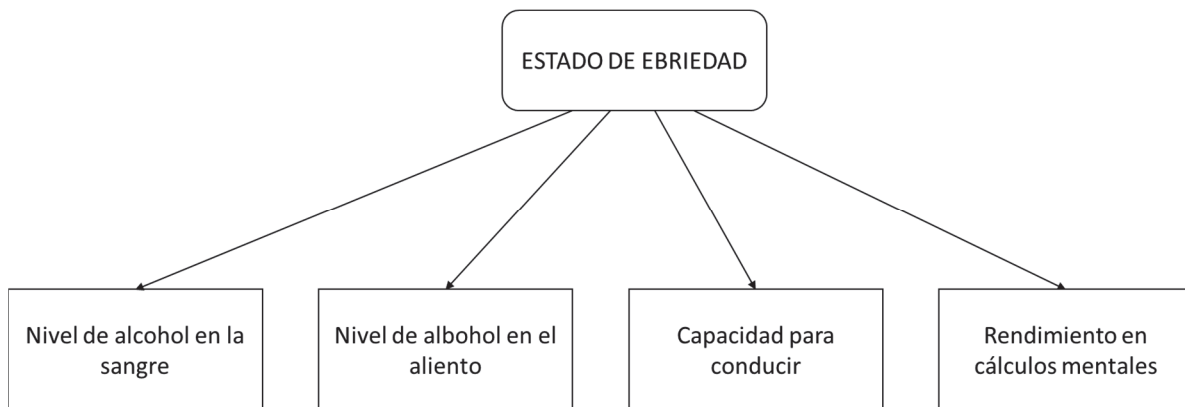 ESTADO DE EBRIEDAD
Nivel de alcohol en la
sangre
Nivel de albohol en el
aliento
Capacidad para
conducir
Rendimiento en
cálculos mentales